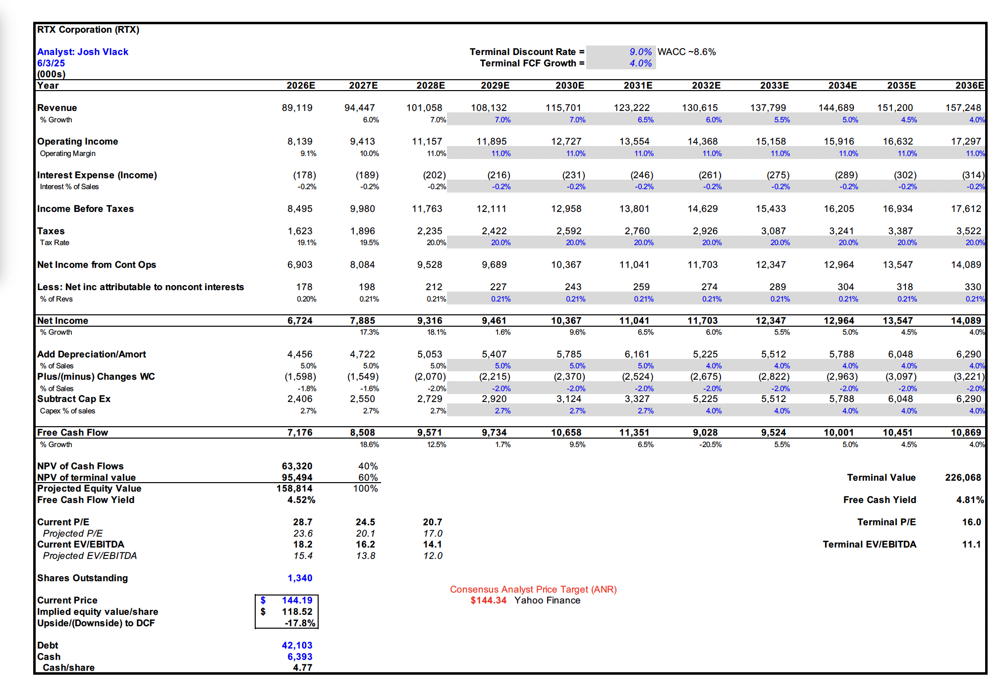 RTX Corporation (RTX)
Analyst: Josh Vlack Terminal Discount Rate = 9.0% WACC ~8.6%
6/3/25 Terminal FCF Growth = 4.0%
(000s)
Year 2026E 2027E 2028E 2029E 2030E 2031E 2032E 2033E 2034E 2035E 2036E
Revenue 89,119 94,447 101,058 108,132 115,701 123,222 130,615 137,799 144,689 151,200 157,248
% Growth 6.0% 7.0% 7.0% 7.0% 6.5% 6.0% 5.5% 5.0% 4.5% 4.0%
Operating Income 8,139 9,413 11,157 11,895 12,727 13,554 14,368 15,158 15,916 16,632 17,297
Operating Margin 9.1% 10.0% 11.0% 11.0% 11.0% 11.0% 11.0% 11.0% 11.0% 11.0% 11.0%
Interest Expense (Income) (178) (189) (202) (216) (231) (246) (261) (275) (289) (302) (314)
Interest % of Sales -0.2% -0.2% -0.2% -0.2% -0.2% -0.2% -0.2% -0.2% -0.2% -0.2% -0.2%
Income Before Taxes 8,495 9,980 11,763 12,111 12,958 13,801 14,629 15,433 16,205 16,934 17,612
Taxes 1,623 1,896 2,235 2,422 2,592 2,760 2,926 3,087 3,241 3,387 3,522
Tax Rate 19.1% 19.5% 20.0% 20.0% 20.0% 20.0% 20.0% 20.0% 20.0% 20.0% 20.0%
Net Income from Cont Ops 6,903 8,084 9,528 9,689 10,367 11,041 11,703 12,347 12,964 13,547 14,089
Less: Net inc attributable to noncont interests 178 198 212 227 243 259 274 289 304 318 330
% of Revs 0.20% 0.21% 0.21% 0.21% 0.21% 0.21% 0.21% 0.21% 0.21% 0.21% 0.21%
Net Income 6,724 7,885 9,316 9,461 10,367 11,041 11,703 12,347 12,964 13,547 14,089
% Growth 17.3% 18.1% 1.6% 9.6% 6.5% 6.0% 5.5% 5.0% 4.5% 4.0%
Add Depreciation/Amort 4,456 4,722 5,053 5,407 5,785 6,161 5,225 5,512 5,788 6,048 6,290
% of Sales 5.0% 5.0% 5.0% 5.0% 5.0% 5.0% 4.0% 4.0% 4.0% 4.0% 4.0%
Plus/(minus) Changes WC (1,598) (1,549) (2,070) (2,215) (2,370) (2,524) (2,675) (2,822) (2,963) (3,097) (3,221)
% of Sales -1.8% -1.6% -2.0% -2.0% -2.0% -2.0% -2.0% -2.0% -2.0% -2.0% -2.0%
Subtract Cap Ex 2,406 2,550 2,729 2,920 3,124 3,327 5,225 5,512 5,788 6,048 6,290
Capex % of sales 2.7% 2.7% 2.7% 2.7% 2.7% 2.7% 4.0% 4.0% 4.0% 4.0% 4.0%
Free Cash Flow 7,176 8,508 9,571 9,734 10,658 11,351 9,028 9,524 10,001 10,451 10,869
% Growth 18.6% 12.5% 1.7% 9.5% 6.5% -20.5% 5.5% 5.0% 4.5% 4.0%
NPV of Cash Flows 63,320 40%
NPV of terminal value 95,494 60% Terminal Value 226,068
Projected Equity Value 158,814 100%
Free Cash Flow Yield 4.52% Free Cash Yield 4.81%
Current P/E 28.7 24.5 20.7 Terminal P/E 16.0
Projected P/E 23.6 20.1 17.0
Current EV/EBITDA 18.2 16.2 14.1 Terminal EV/EBITDA 11.1
Projected EV/EBITDA 15.4 13.8 12.0
Shares Outstanding 1,340
Consensus Analyst Price Target (ANR)
Current Price $ 144.19 $144.34 Yahoo Finance
Implied equity value/share $ 118.52
Upside/(Downside) to DCF -17.8%
Debt 42,103
Cash 6,393
Cash/share 4.77